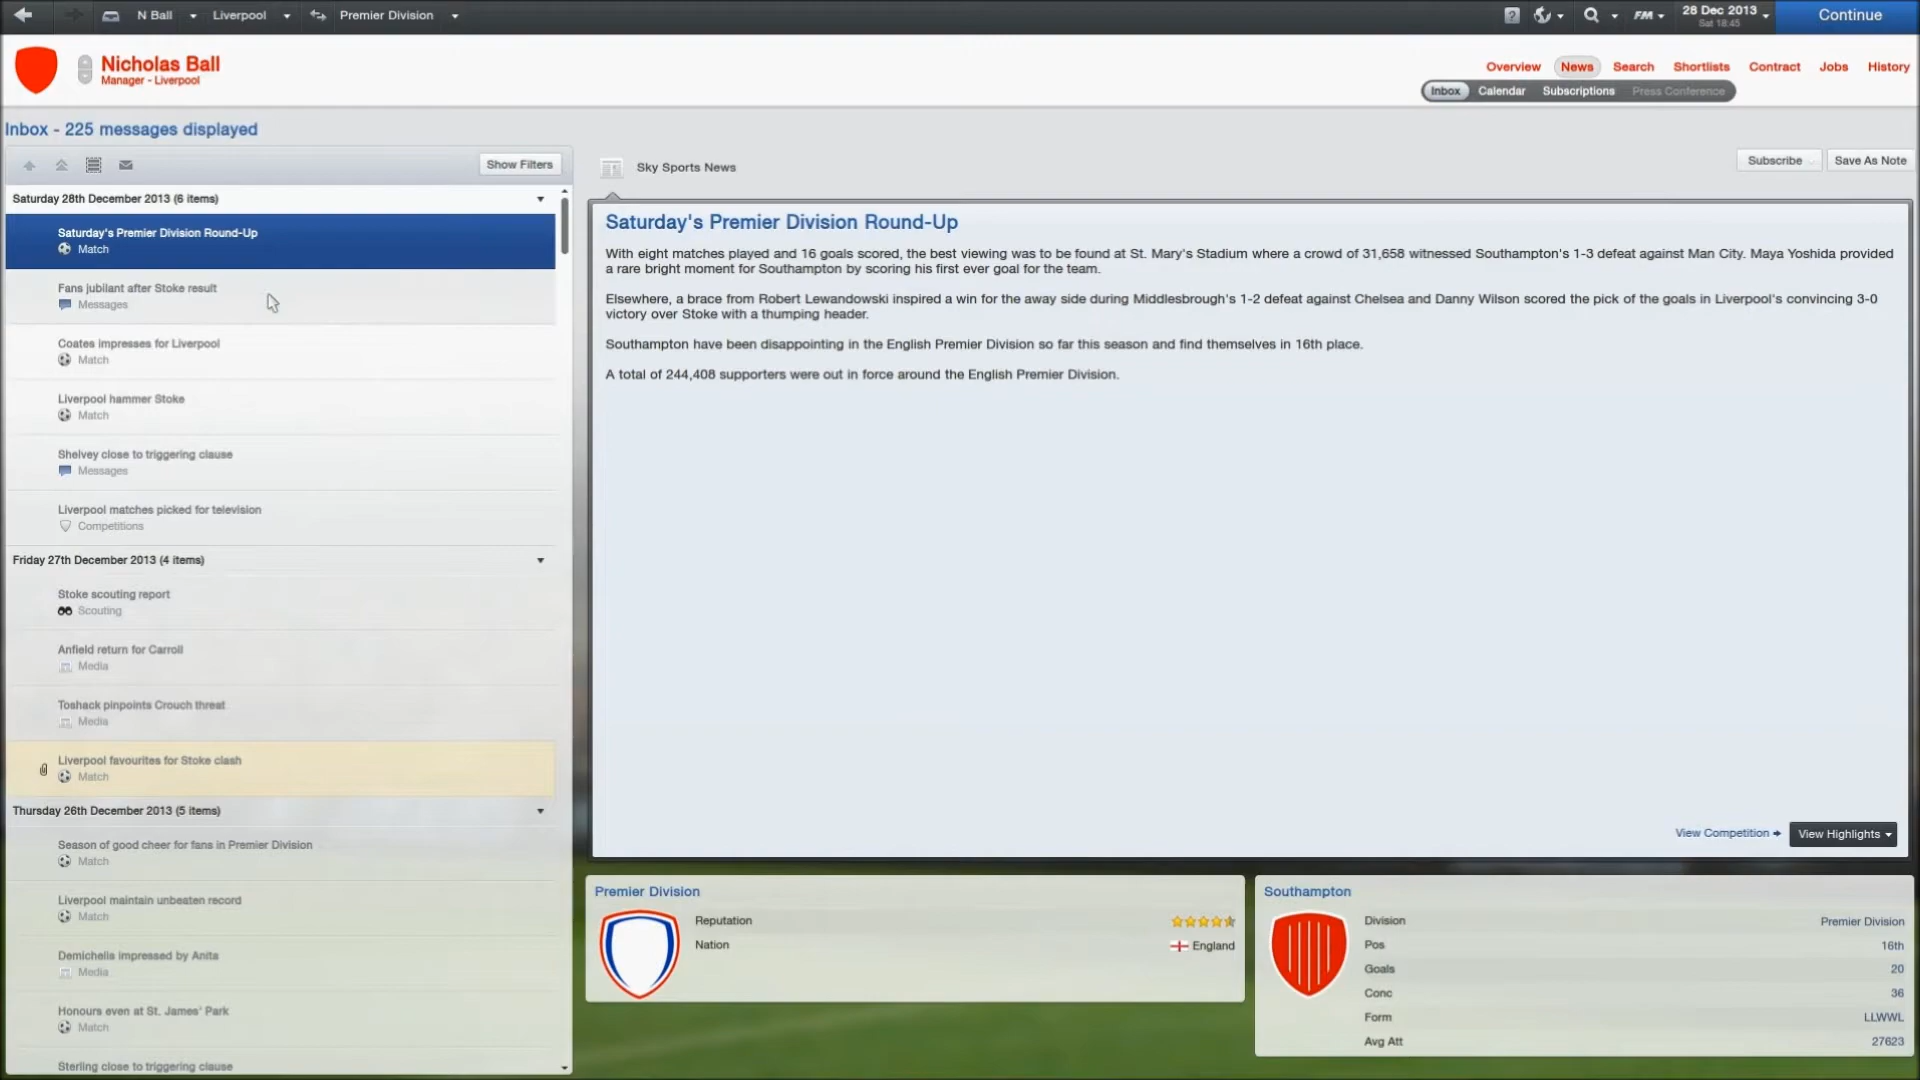 N Ball
Liverpool
Premier Division
?
FM
28 Dec 2013
Sat 18:45
Continue
Nicholas Ball
Manager - Liverpool
Overview
News
Search
Shortlists
Contract
Jobs
History
Inbox
Calendar
Subscriptions
Press Conference
Inbox - 225 messages displayed
Show Filters
Saturday 28th December 2013 (6 items)
Saturday's Premier Division Round-Up
Match
Fans jubilant after Stoke result
Messages
Coates impresses for Liverpool
Match
Liverpool hammer Stoke
Match
Shelvey close to triggering clause
Messages
Liverpool matches picked for television
Competitions
Friday 27th December 2013 (4 items)
Stoke scouting report
Scouting
Anfield return for Carroll
Media
Toshack pinpoints Crouch threat
Media
Liverpool favourites for Stoke clash
Match
Thursday 26th December 2013 (5 items)
Season of good cheer for fans in Premier Division
Match
Liverpool maintain unbeaten record
Match
Demichelis impressed by Anita
Media
Honours even at St. James' Park
Match
Sterling close to triggering clause
Sky Sports News
Subscribe
Save As Note
Saturday's Premier Division Round-Up
With eight matches played and 16 goals scored, the best viewing was to be found at St. Mary's Stadium where a crowd of 31,658 witnessed Southampton's 1-3 defeat against Man City. Maya Yoshida provided
a rare bright moment for Southampton by scoring his first ever goal for the team.
Elsewhere, a brace from Robert Lewandowski inspired a win for the away side during Middlesbrough's 1-2 defeat against Chelsea and Danny Wilson scored the pick of the goals in Liverpool's convincing 3-0
victory over Stoke with a thumping header.
Southampton have been disappointing in the English Premier Division so far this season and find themselves in 16th place.
A total of 244,408 supporters were out in force around the English Premier Division.
View Competition
View Highlights
Premier Division
Reputation
Nation
England
Southampton
Division
Premier Division
Pos
16th
Goals
20
Conc
36
Form
LLWWL
Avg Att
27623